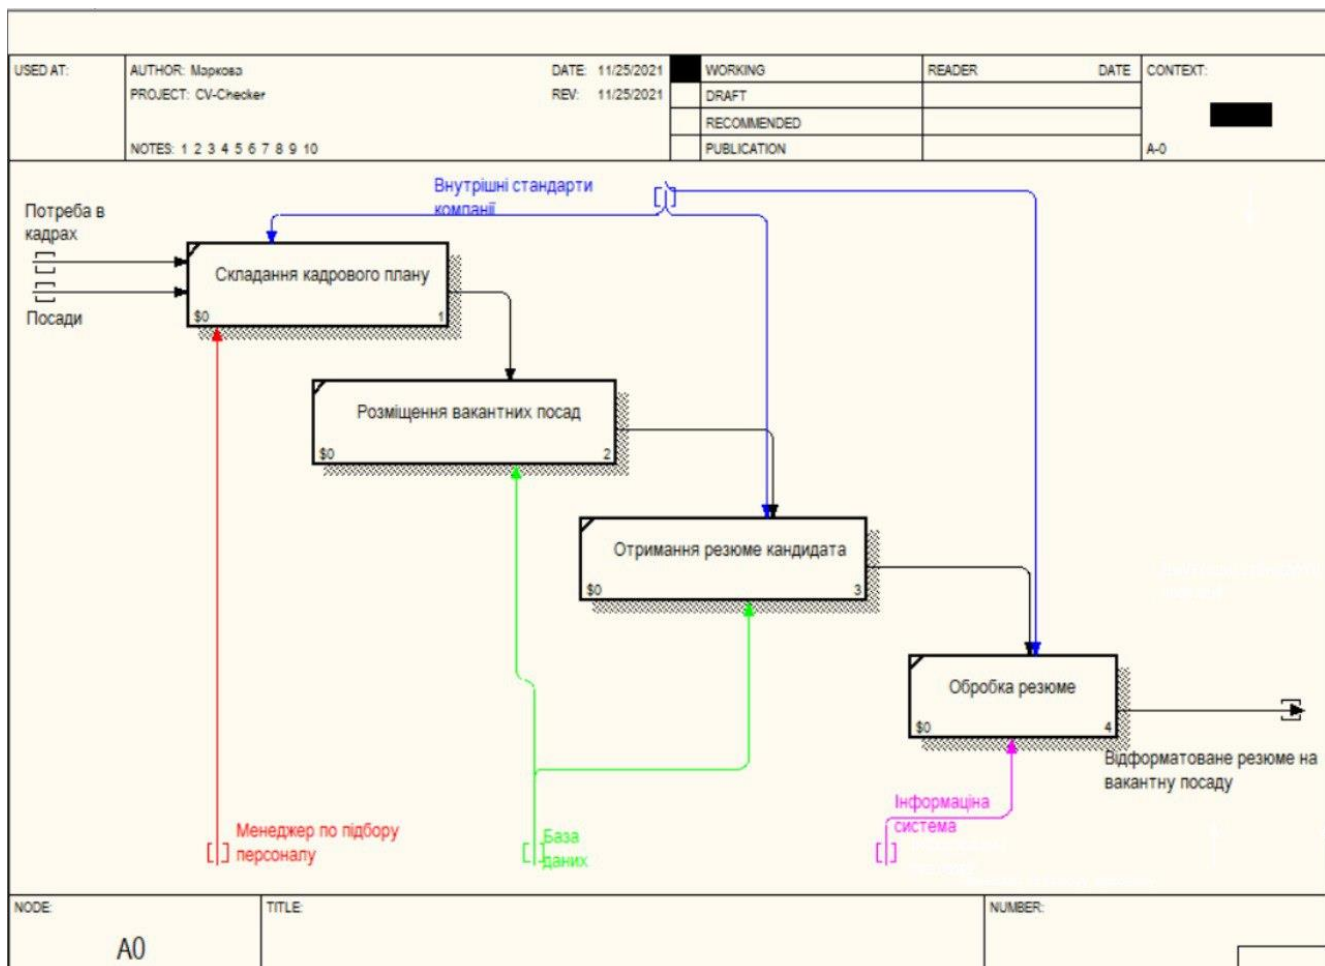 USED AT:
AUTHOR: Маркова
DATE: 11/25/2021
PROJECT: CV-Checker
REV: 11/25/2021
NOTES: 1 2 3 4 5 6 7 8 9 10
WORKING
DRAFT
RECOMMENDED
PUBLICATION
READER
DATE
CONTEXT:
A-0
Внутрішні стандарти
компанії
Потреба в
кадрах
Посади
Складання кадрового плану
$0
1
Розміщення вакантних посад
$0
2
Отримання резюме кандидата
$0
3
Обробка резюме
$0
4
Відформатоване резюме на
вакантну посаду
Інформаціна
система
Менеджер по підбору
персоналу
База
даних
NODE:
A0
TITLE:
NUMBER: